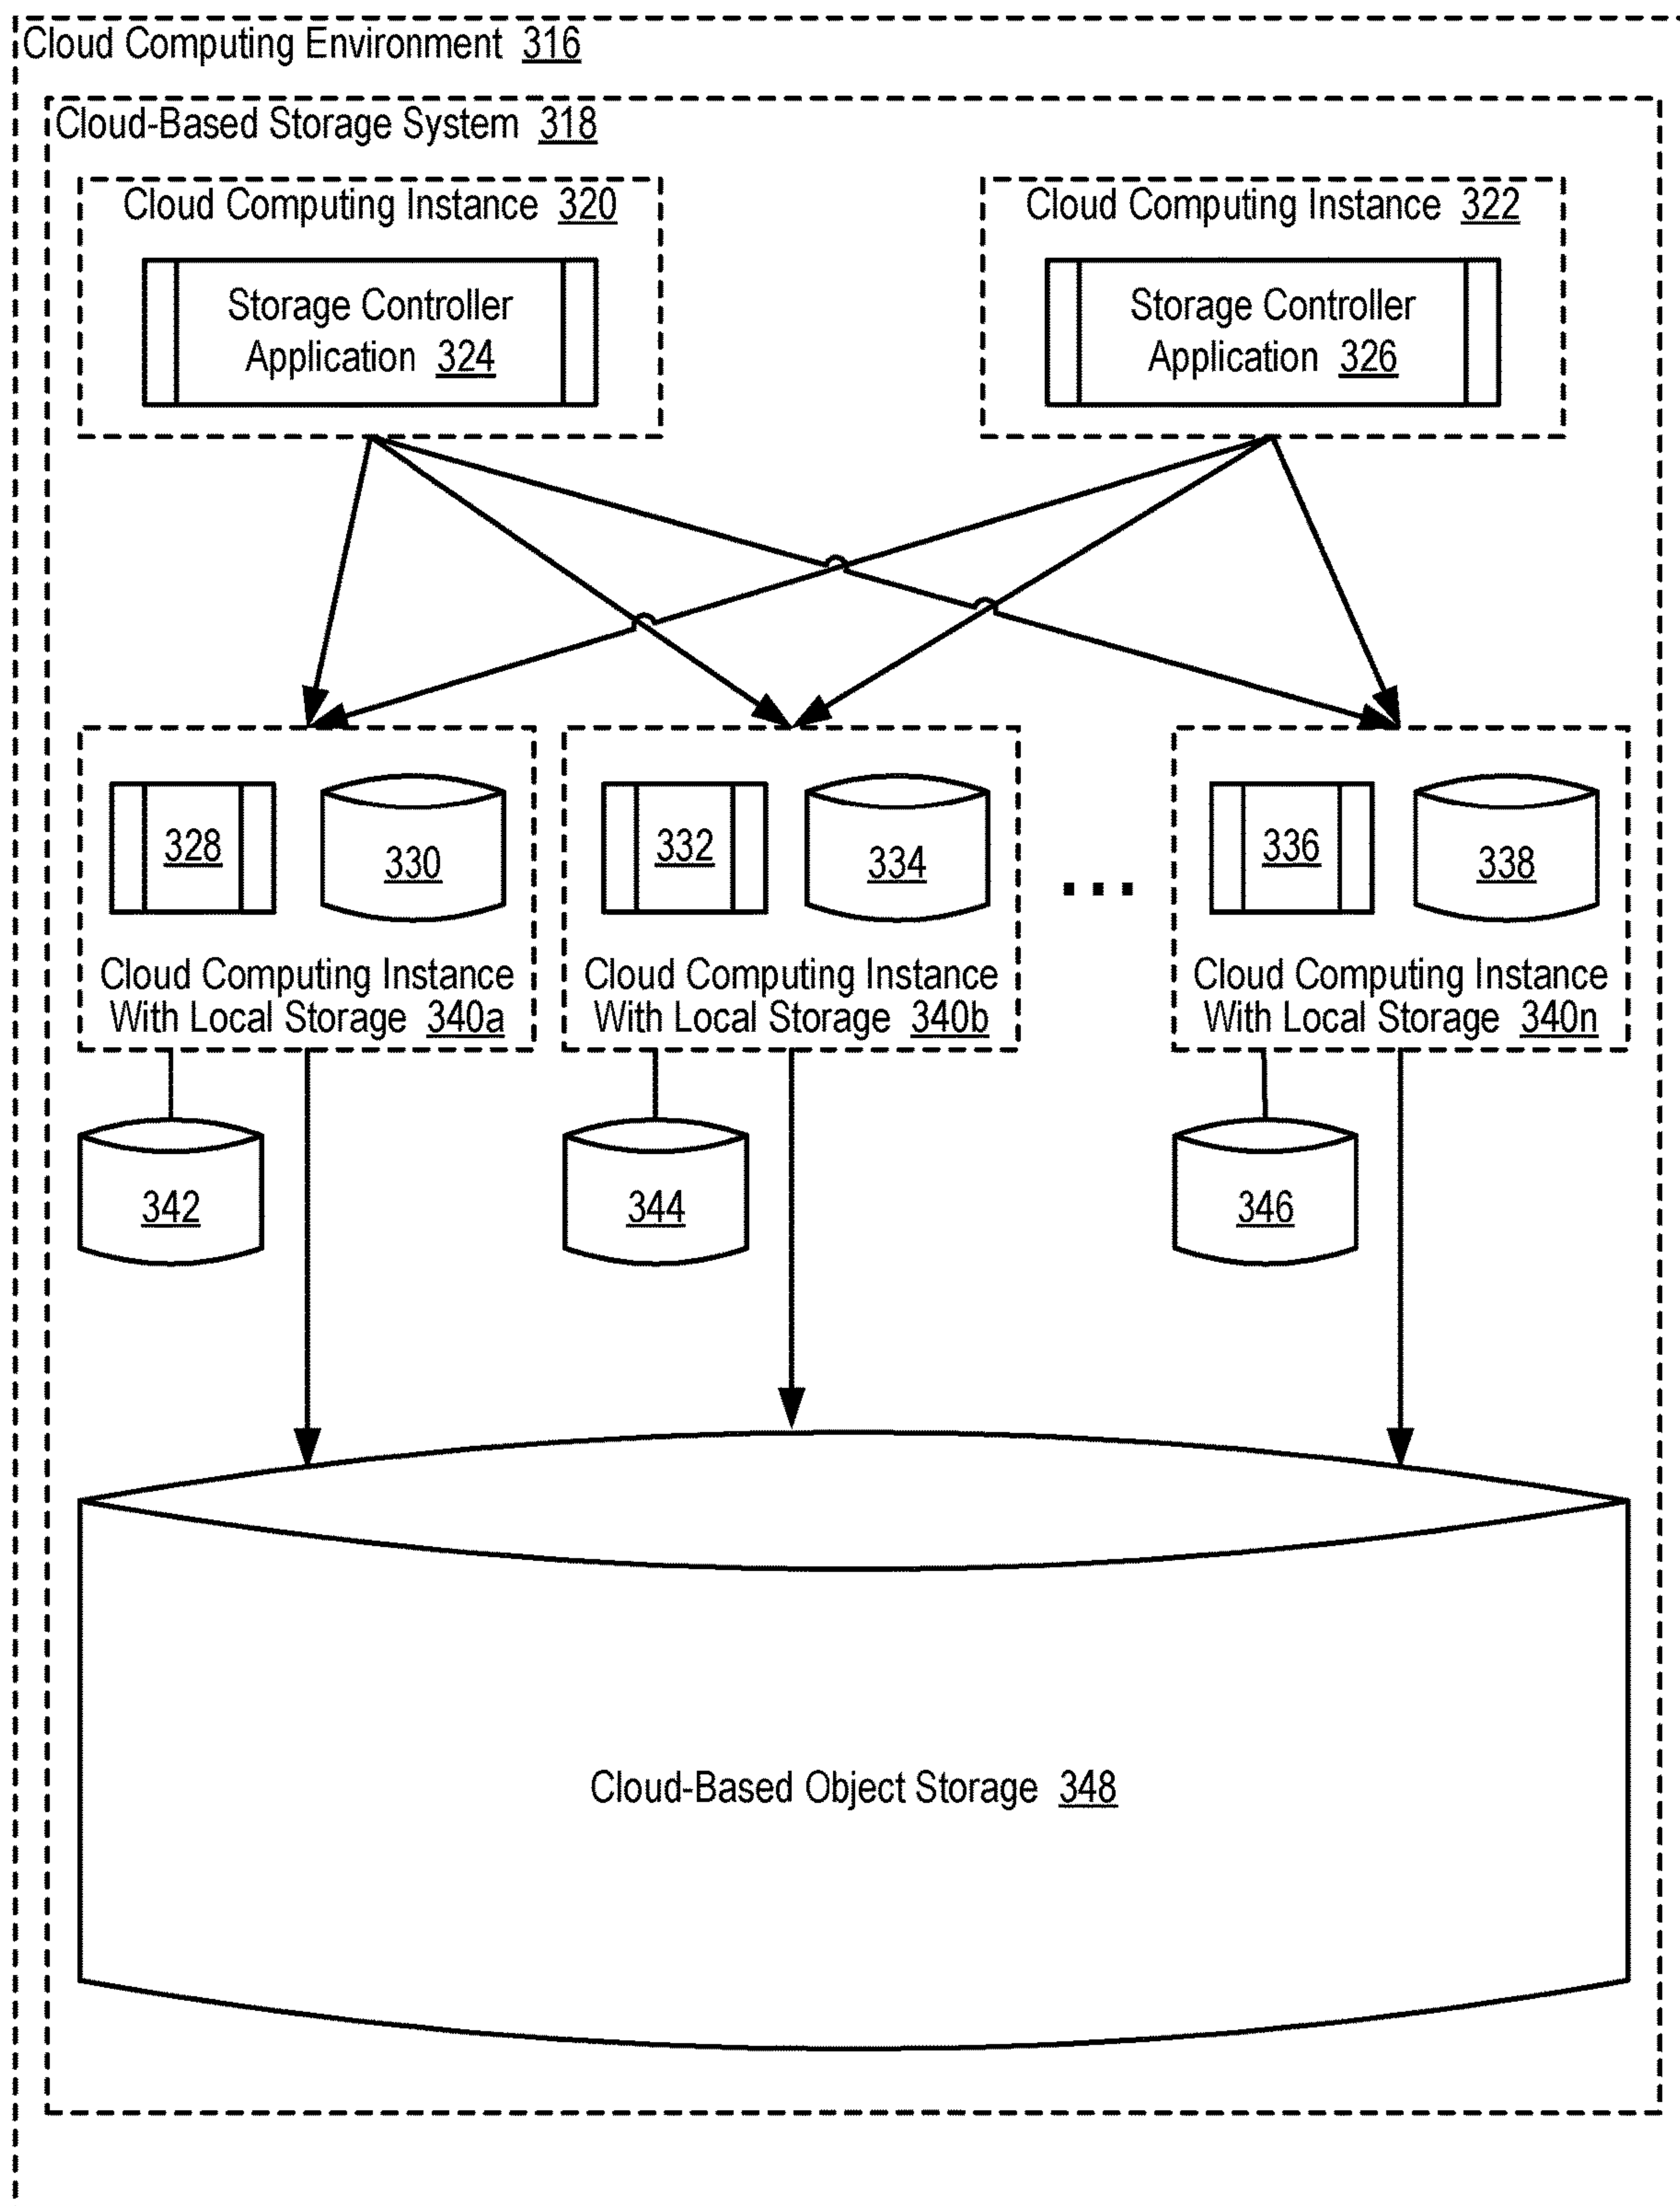 Cloud Computing Environment 316
Cloud-Based Storage System 318
Cloud Computing Instance 320
Storage Controller
Application 324
Cloud Computing Instance 322
Storage Controller
Application 326
328
330
Cloud Computing Instance
With Local Storage 340a
332
334
Cloud Computing Instance
With Local Storage 340b
...
336
338
Cloud Computing Instance
With Local Storage 340n
342
344
346
Cloud-Based Object Storage 348